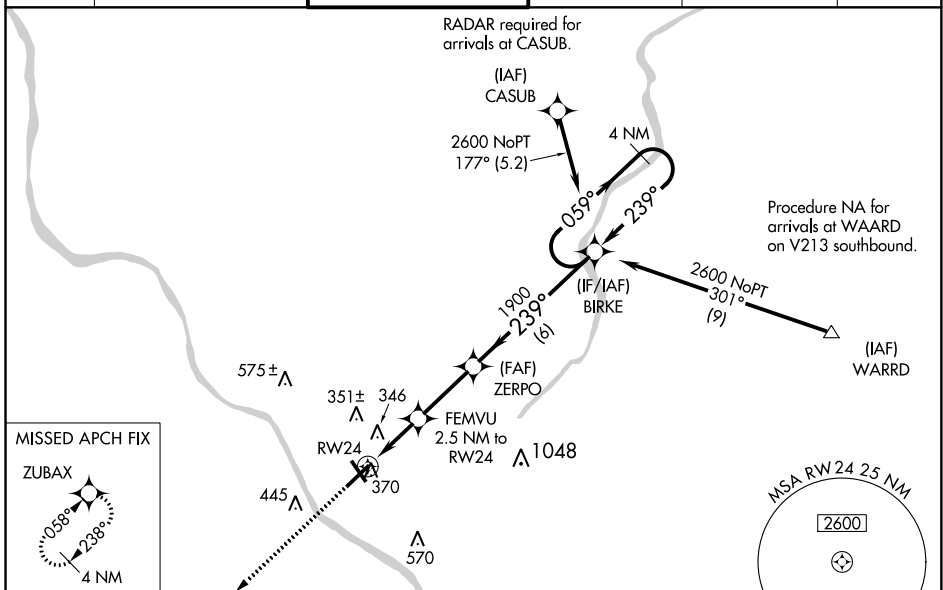 RADAR required for
arrivals at CASUB.
(IAF)
CASUB
2600 NoPT
177° (5.2)
4 NM
059°
239°
Procedure NA for
arrivals at WAARD
on V213 southbound.
2600 NoPT
301°
(9)
(IF/IAF)
BIRKE
(IAF)
WARRD
1900
239°
(6)
(FAF)
ZERPO
575±
351±
346
FEMVU
2.5 NM to
RW24
RW24
1048
370
445
570
MISSED APCH FIX
ZUBAX
058°
238°
4 NM
MSA RW24 25 NM
2600